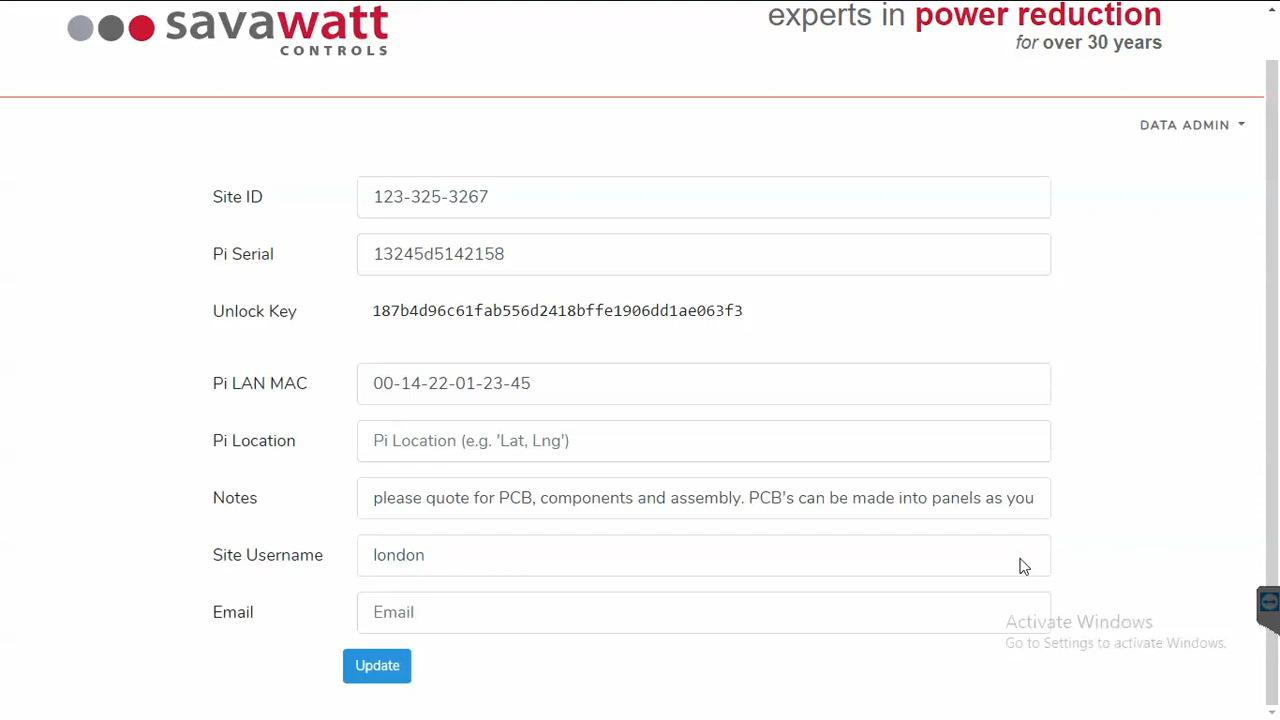 savawatt
CONTROLS
experts in power reduction
for over 30 years
DATA ADMIN
Site ID 123-325-3267
Pi Serial 13245d5142158
Unlock Key 187b4d96c61fab556d2418bffe1906dd1ae063f3
Pi LAN MAC 00-14-22-01-23-45
Pi Location Pi Location (e.g. 'Lat, Lng')
Notes please quote for PCB, components and assembly. PCB's can be made into panels as you
Site Username london
Email Email
Activate Windows
Go to Settings to activate Windows.
Update